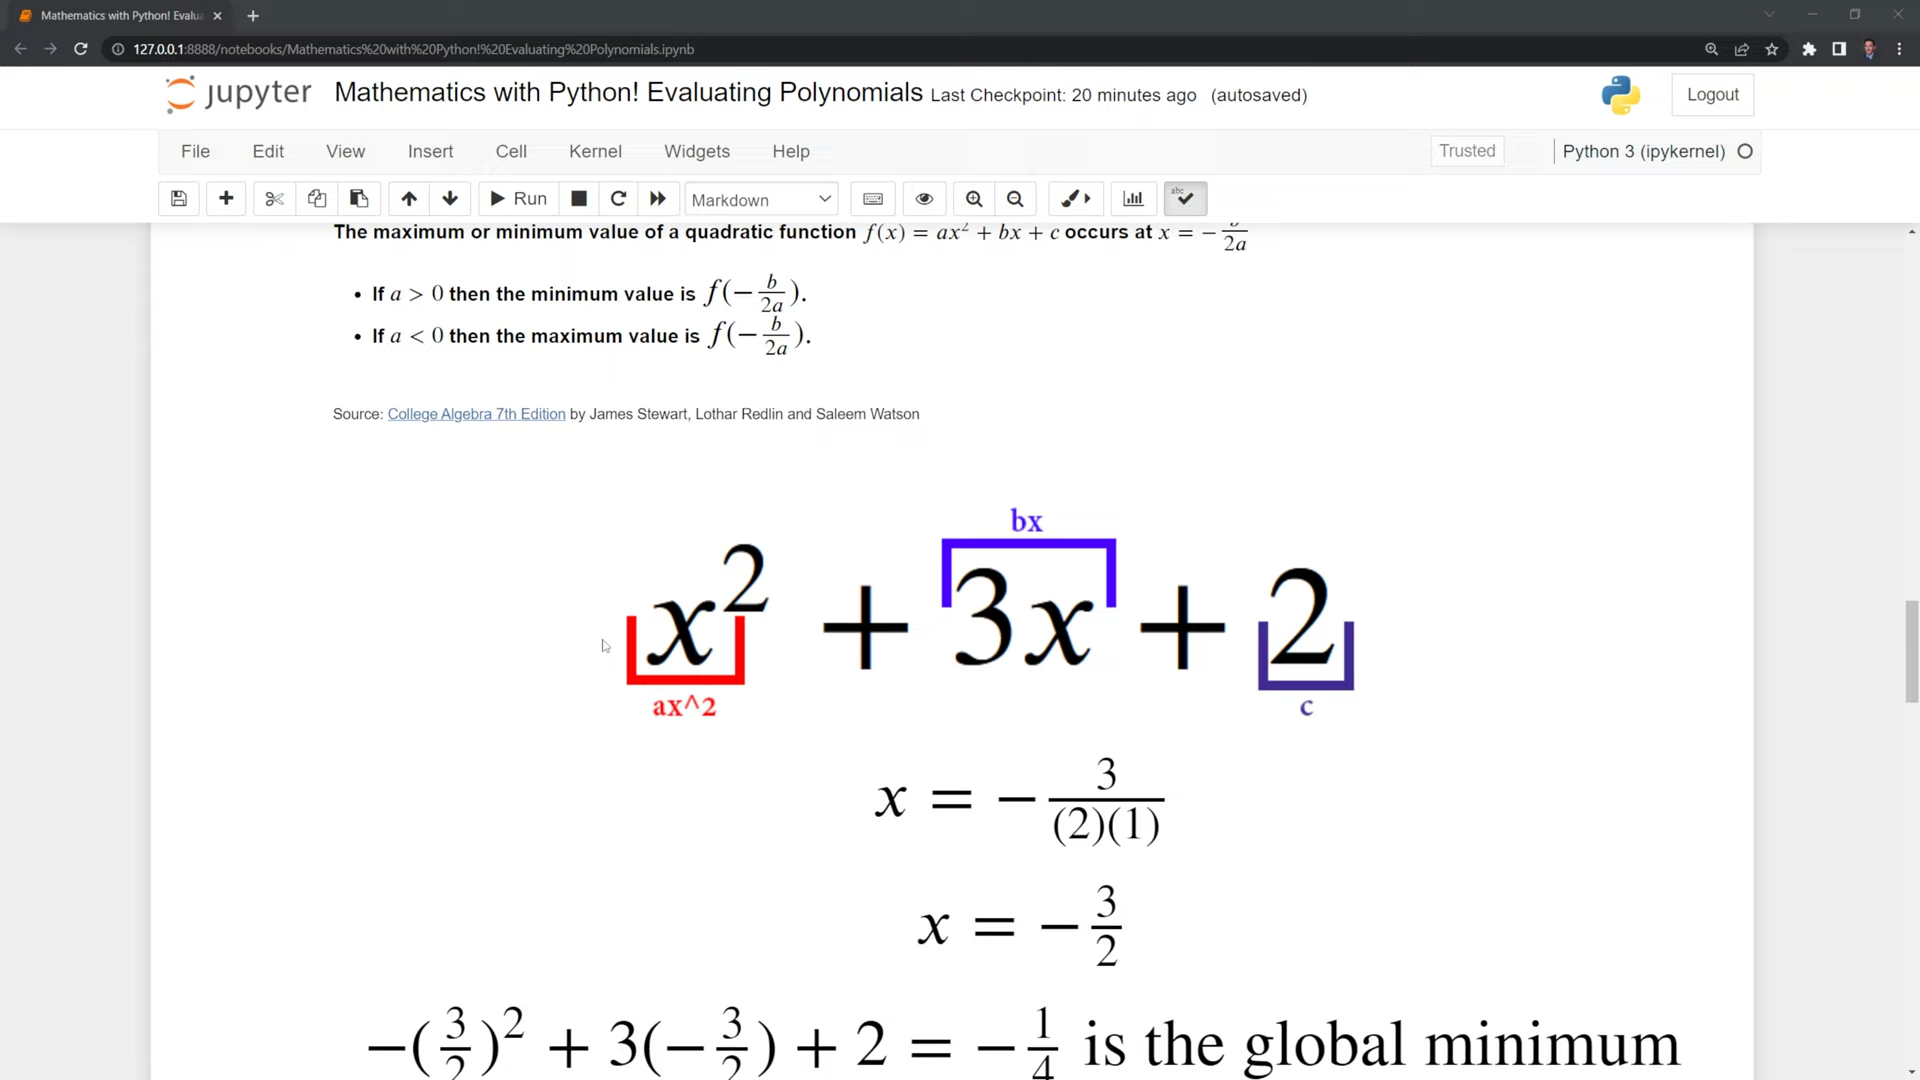 Mathematics with Python! Evalua
127.0.0.1:8888/notebooks/Mathematics%20with%20Python!%20Evaluating%20Polynomials.ipynb
jupyter Mathematics with Python! Evaluating Polynomials Last Checkpoint: 20 minutes ago (autosaved) Logout
File Edit View Insert Cell Kernel Widgets Help Trusted Python 3 (ipykernel)
Run Markdown abc
The maximum or minimum value of a quadratic function f(x) = ax² + bx + c occurs at x = −b/2a
• If a > 0 then the minimum value is f(−b/2a).
• If a < 0 then the maximum value is f(−b/2a).
Source: College Algebra 7th Edition by James Stewart, Lothar Redlin and Saleem Watson
bx
x² + 3x + 2
ax^2 c
x = −3/(2)(1)
x = −3/2
−(3/2)² + 3(−3/2) + 2 = −1/4 is the global minimum